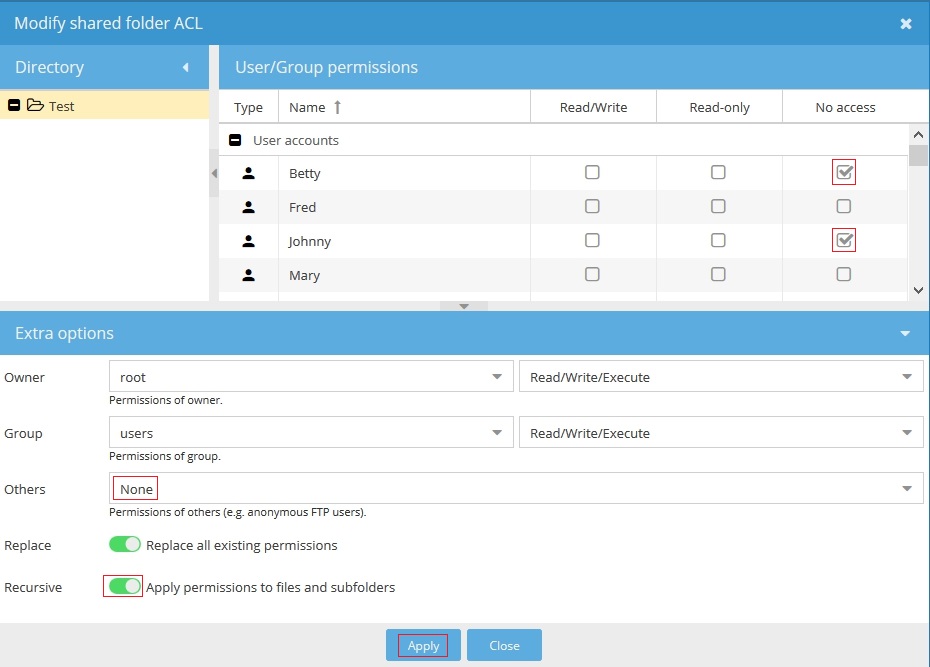 Modify shared folder ACL
Directory
User/Group permissions
Test
Type Name Read/Write Read-only No access
User accounts
Betty
Fred
Johnny
Mary
Extra options
Owner root Read/Write/Execute
Permissions of owner.
Group users Read/Write/Execute
Permissions of group.
Others None
Permissions of others (e.g. anonymous FTP users).
Replace Replace all existing permissions
Recursive Apply permissions to files and subfolders
Apply Close